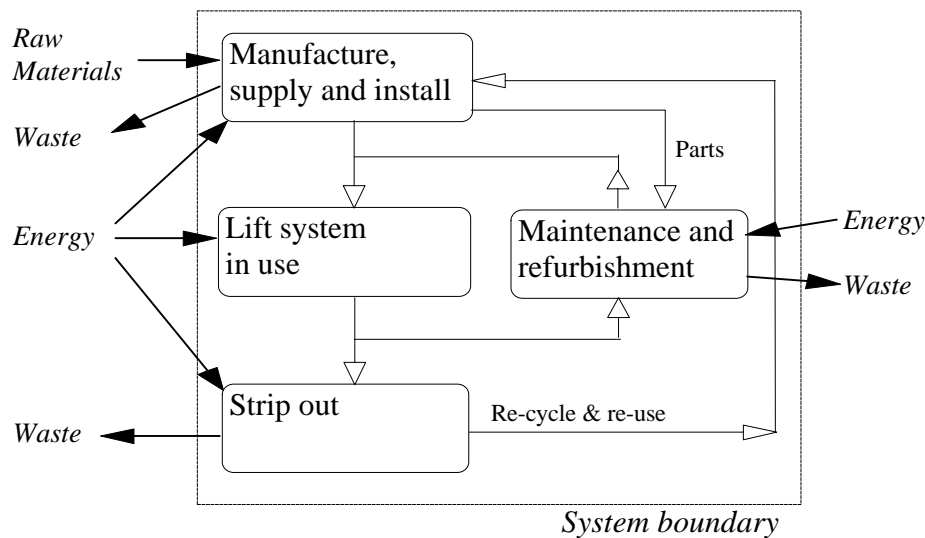 Raw
Materials
Manufacture,
supply and install
Waste
Parts
Energy
Lift system
in use
Maintenance and
refurbishment
Energy
Waste
Strip out
Re-cycle & re-use
Waste
System boundary